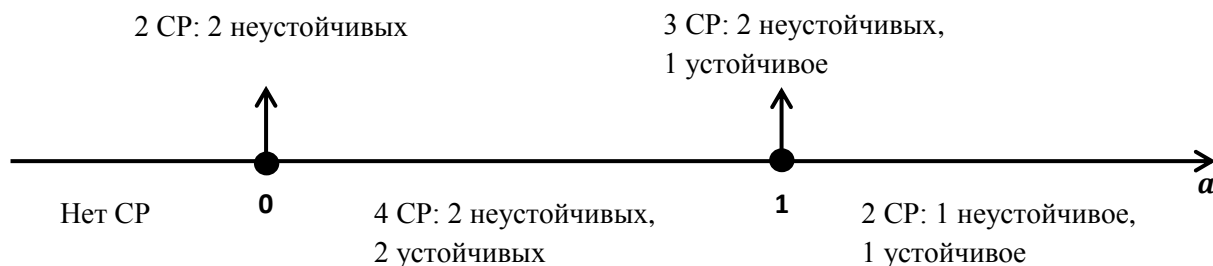 2 СР: 2 неустойчивых
3 СР: 2 неустойчивых,
1 устойчивое
0
1
a
Нет СР
4 СР: 2 неустойчивых,
2 устойчивых
2 СР: 1 неустойчивое,
1 устойчивое